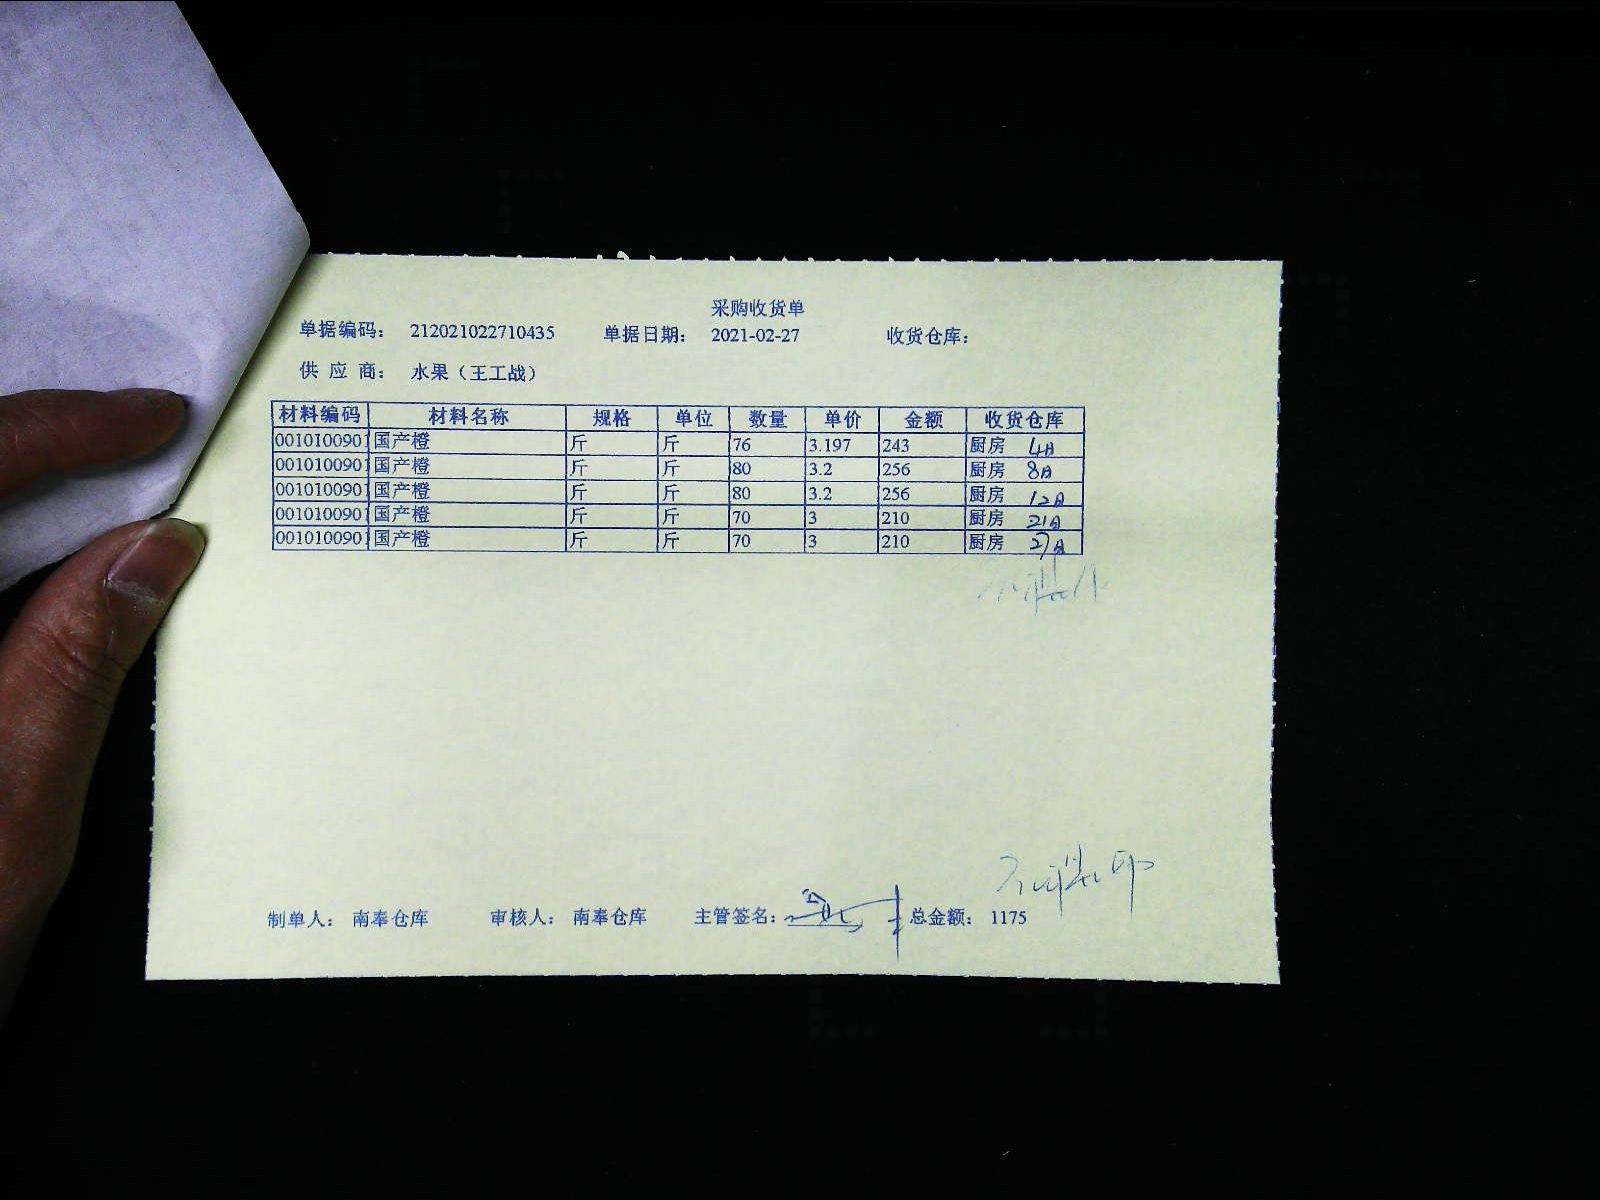 采购收货单
单据编码： 212021022710435 单据日期： 2021-02-27 收货仓库：
供 应 商： 水果（王工战）
材料编码 材料名称 规格 单位 数量 单价 金额 收货仓库
001010090 国产橙 斤 斤 76 3.197 243 厨房 4日
001010090 国产橙 斤 斤 80 3.2 256 厨房 8日
001010090 国产橙 斤 斤 80 3.2 256 厨房 12日
001010090 国产橙 斤 斤 70 3 210 厨房 21日
001010090 国产橙 斤 斤 70 3 210 厨房 27日
制单人： 南奉仓库 审核人： 南奉仓库 主管签名： 总金额： 1175